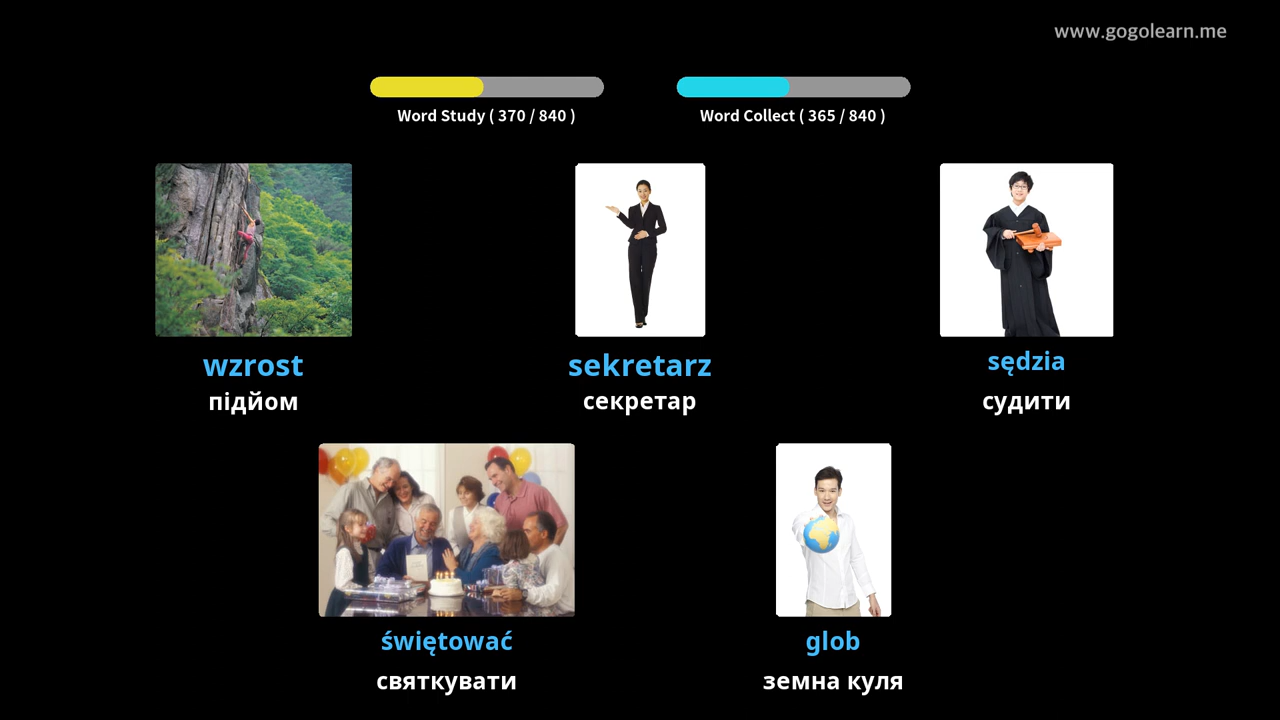 www.gogolearn.me
Word Study ( 370 / 840 )
Word Collect ( 365 / 840 )
wzrost
підйом
sekretarz
секретар
sędzia
судити
świętować
святкувати
glob
земна куля